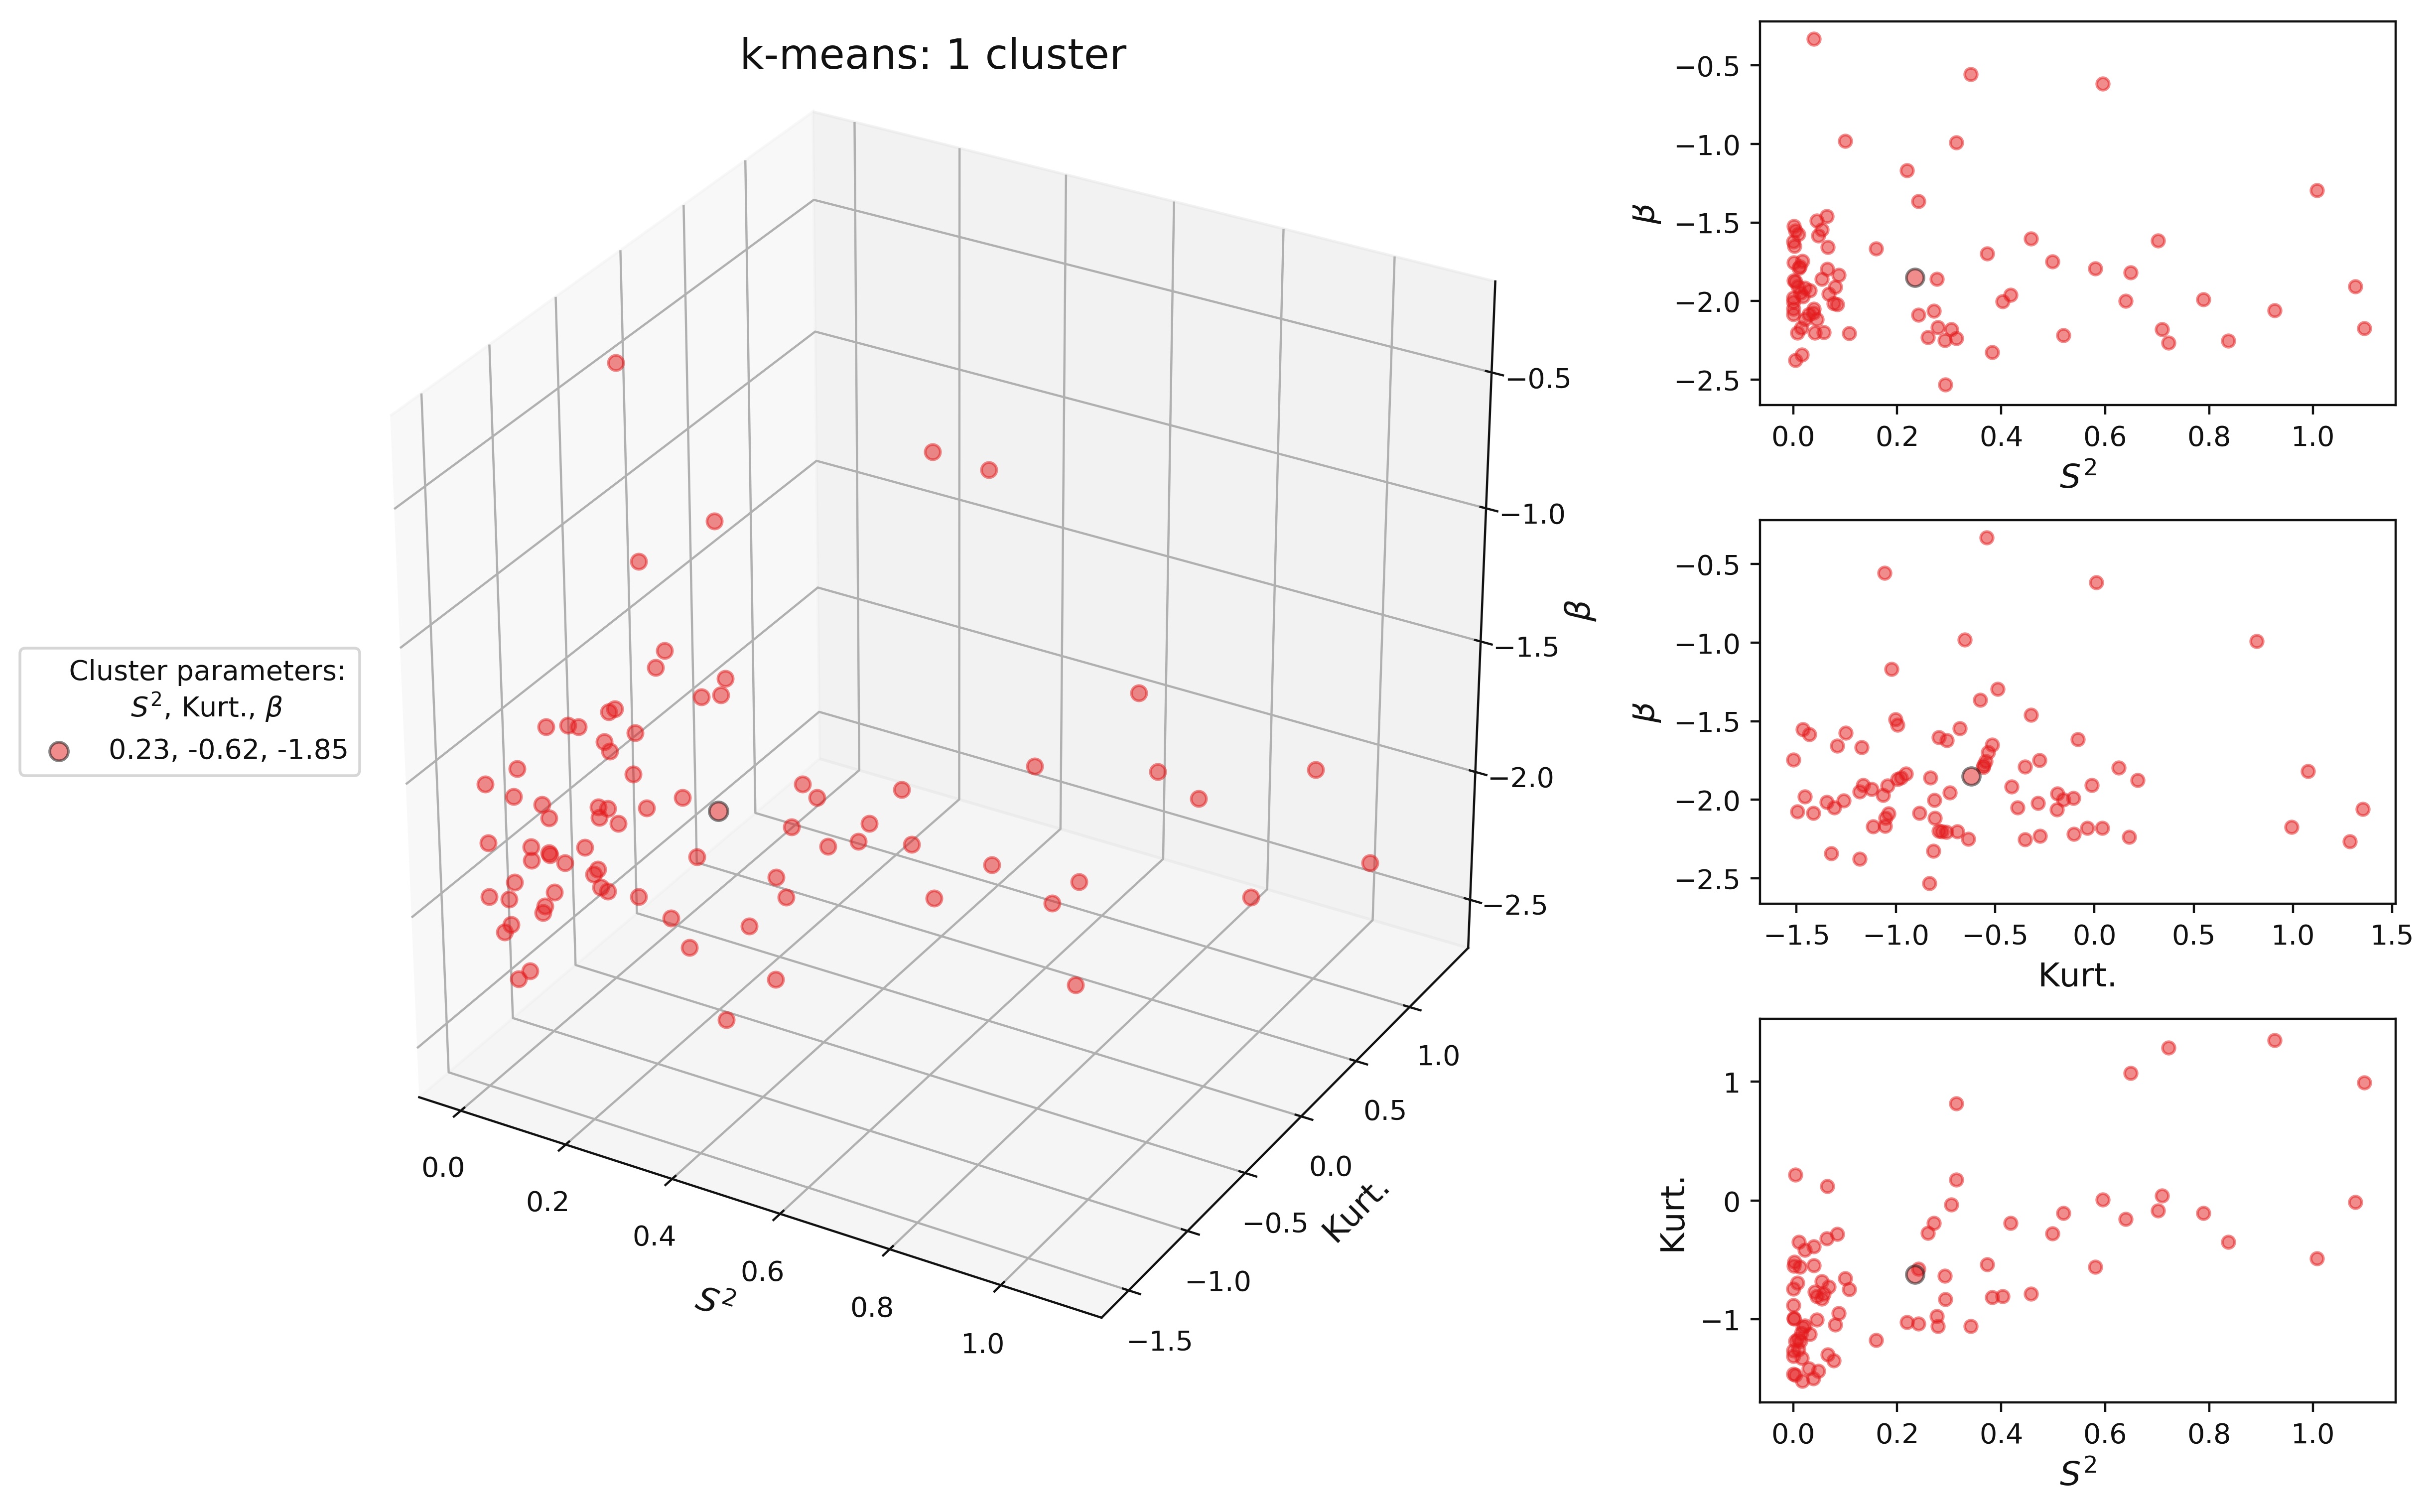 k-means: 1 cluster
Cluster parameters:
S², Kurt., β
0.23, -0.62, -1.85
−0.5
−1.0
−1.5
−2.0
−2.5
β
0.0
0.2
0.4
0.6
0.8
1.0
S²
−1.5
−1.0
−0.5
0.0
0.5
1.0
Kurt.
−0.5
−1.0
−1.5
−2.0
−2.5
β
0.0 0.2 0.4 0.6 0.8 1.0
S²
−0.5
−1.0
−1.5
−2.0
−2.5
β
−1.5 −1.0 −0.5 0.0 0.5 1.0 1.5
Kurt.
1
0
−1
Kurt.
0.0 0.2 0.4 0.6 0.8 1.0
S²